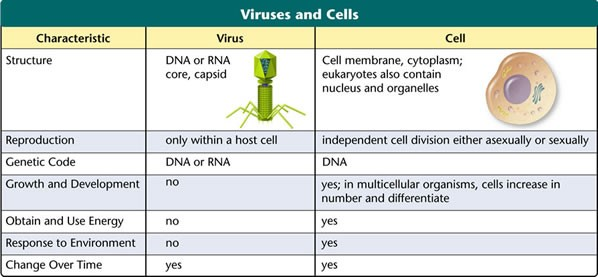 Viruses and Cells
Characteristic Virus Cell
Structure DNA or RNA Cell membrane, cytoplasm;
core, capsid eukaryotes also contain
nucleus and organelles
Reproduction only within a host cell independent cell division either asexually or sexually
Genetic Code DNA or RNA DNA
Growth and Development no yes; in multicellular organisms, cells increase in
number and differentiate
Obtain and Use Energy no yes
Response to Environment no yes
Change Over Time yes yes